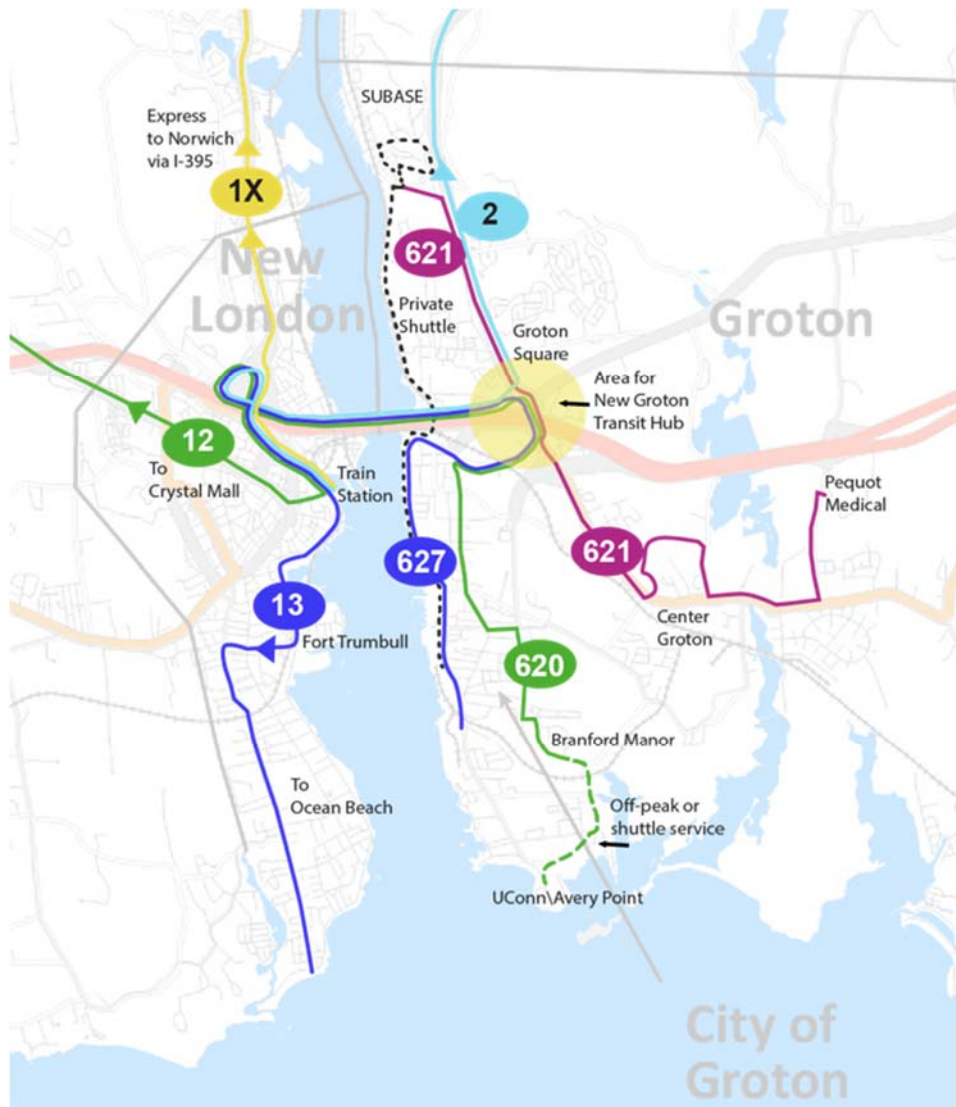 SUBASE
Express
to Norwich
via I-395
1X
2
New
London
621
Private
Shuttle
Groton
Groton
Square
Area for
New Groton
Transit Hub
12
To
Crystal Mall
Train
Station
Pequot
Medical
627
621
13
Fort Trumbull
Center
Groton
620
Branford Manor
To
Ocean Beach
Off-peak or
shuttle service
UConn\Avery Point
City of
Groton